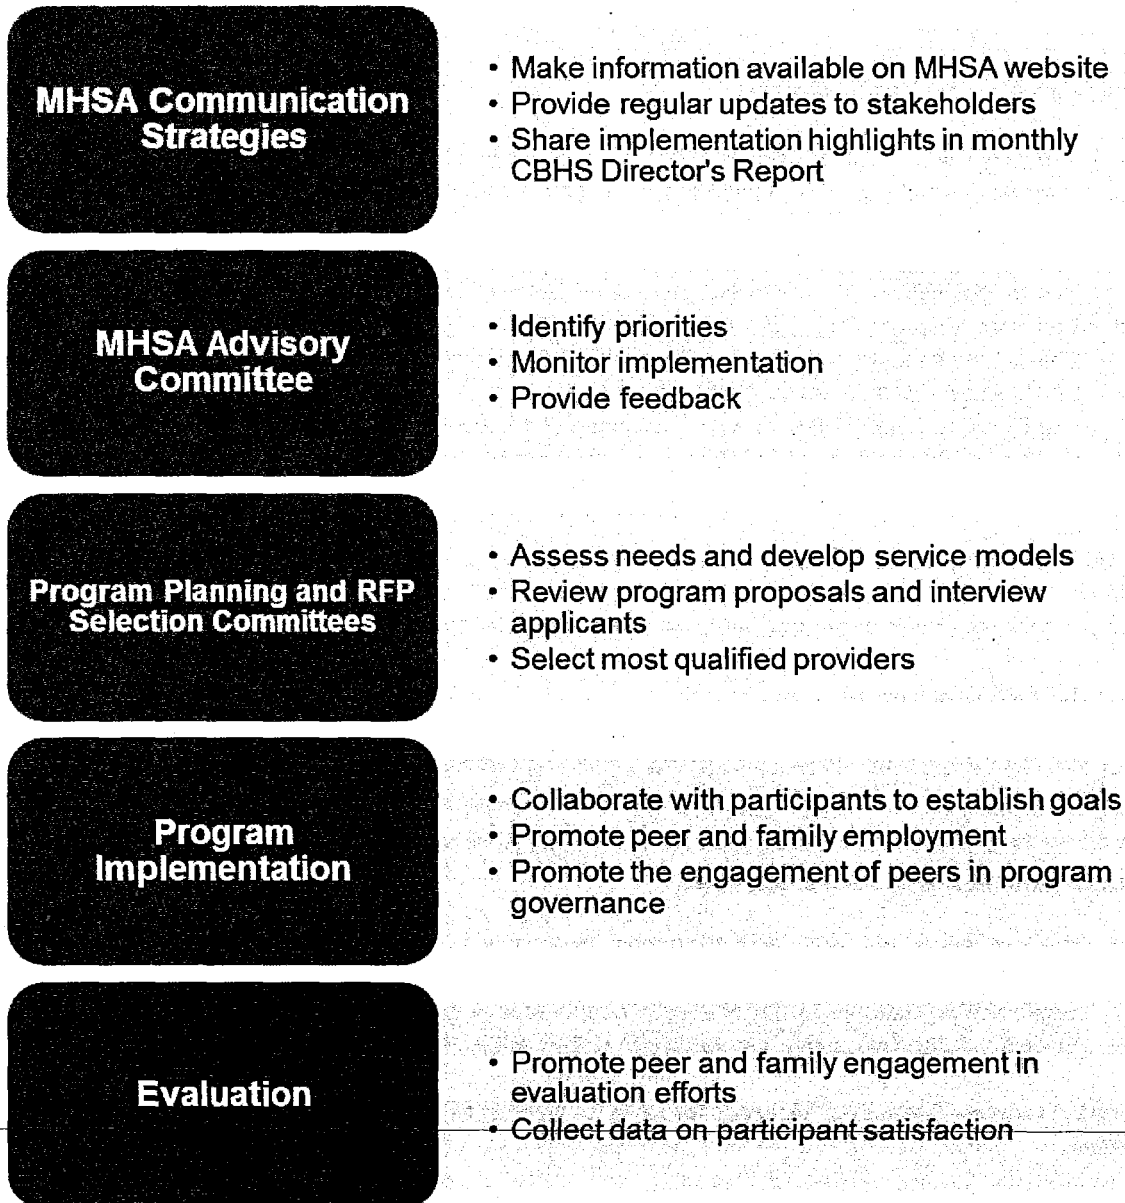 MHSA Communication
Strategies
• Make information available on MHSA website
• Provide regular updates to stakeholders
• Share implementation highlights in monthly
CBHS Director's Report
MHSA Advisory
Committee
• Identify priorities
• Monitor implementation
• Provide feedback
Program Planning and RFP
Selection Committees
• Assess needs and develop service models
• Review program proposals and interview
applicants
• Select most qualified providers
Program
Implementation
• Collaborate with participants to establish goals
• Promote peer and family employment
• Promote the engagement of peers in program
governance
Evaluation
• Promote peer and family engagement in
evaluation efforts
• Collect data on participant satisfaction